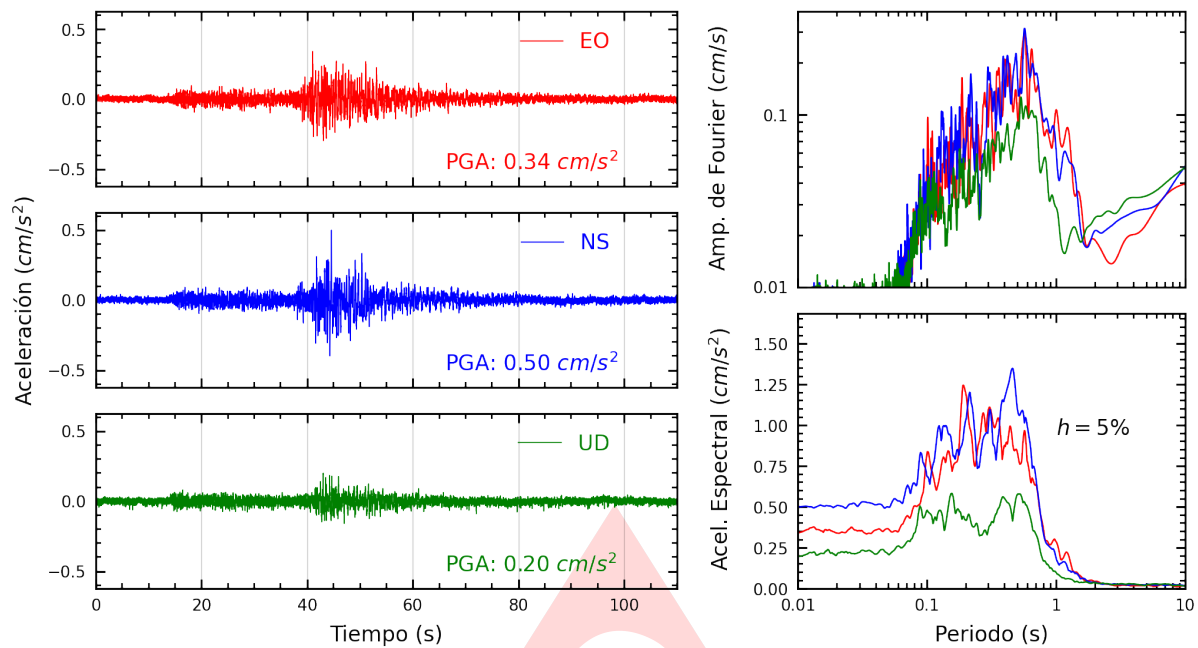 Aceleración (cm/s²)
0.5
0.0
−0.5
EO
PGA: 0.34 cm/s²
0.5
0.0
−0.5
NS
PGA: 0.50 cm/s²
0.5
0.0
−0.5
UD
PGA: 0.20 cm/s²
0 20 40 60 80 100
Tiempo (s)
Amp. de Fourier (cm/s)
0.1
0.01
Acel. Espectral (cm/s²)
1.50
1.25
1.00
0.75
0.50
0.25
0.00
h = 5%
0.01 0.1 1 10
Periodo (s)